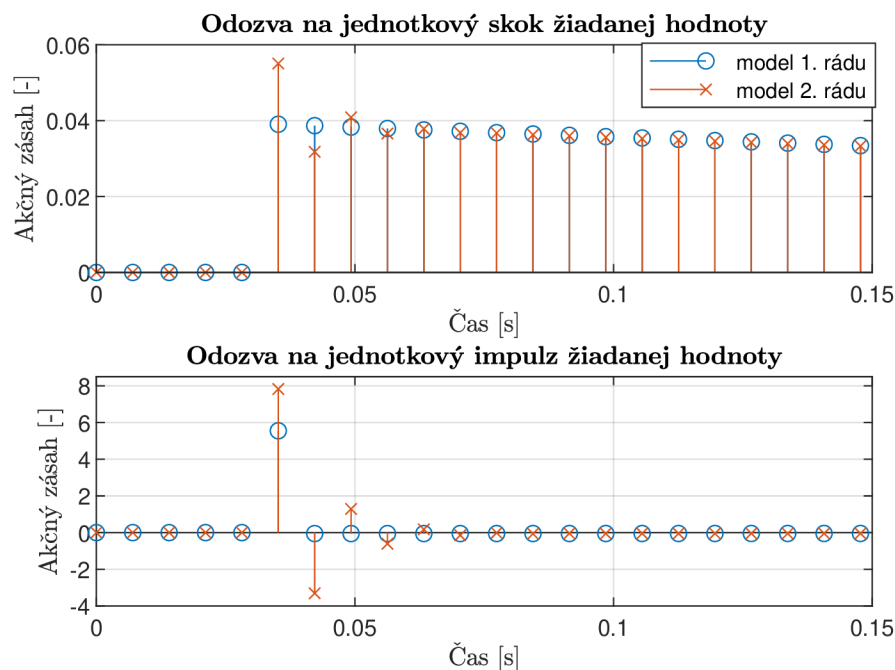 Odozva na jednotkový skok žiadanej hodnoty
0.06
0.04
0.02
0
Akčný zásah [-]
model 1. rádu
model 2. rádu
0
0.05
0.1
0.15
Čas [s]
Odozva na jednotkový impulz žiadanej hodnoty
8
6
4
2
0
-2
-4
Akčný zásah [-]
0
0.05
0.1
0.15
Čas [s]